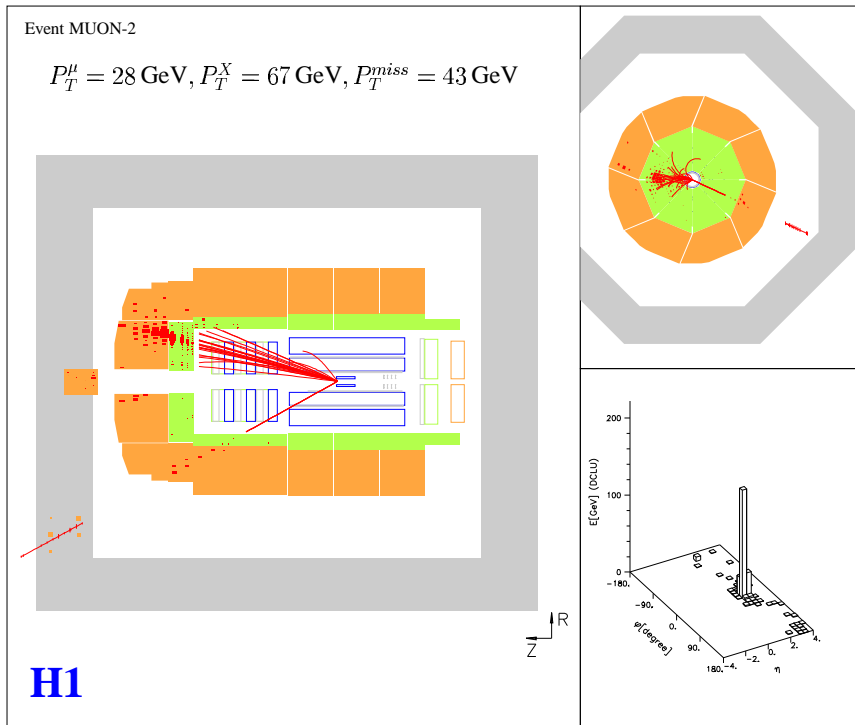 Event MUON-2
P_T^μ = 28 GeV, P_T^X = 67 GeV, P_T^miss = 43 GeV
R
Z
H1
E[GeV] (DCLU)
200
100
0
-180.
-90.
0.
90.
180.
φ[degree]
-4.
-2.
0.
2.
4.
η